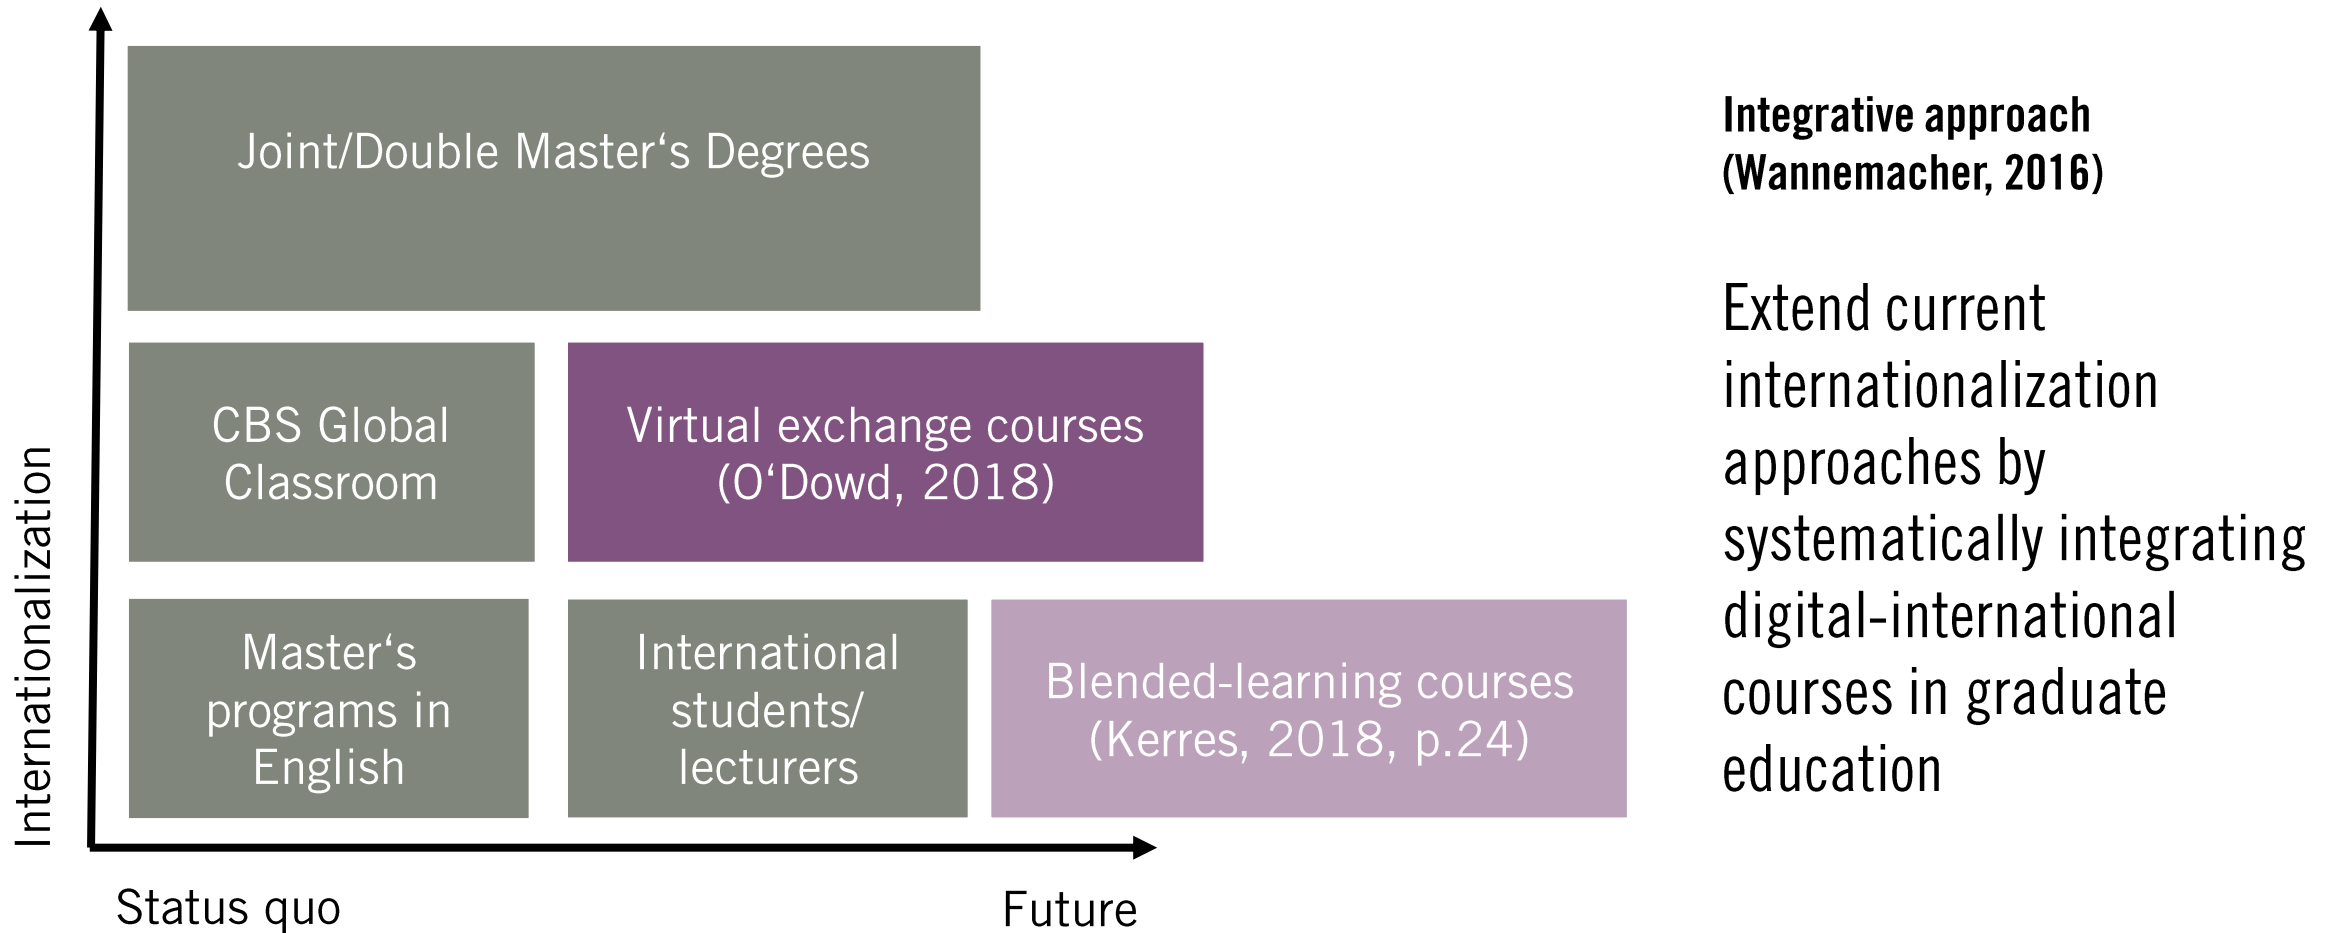 Joint/Double Master‘s Degrees
CBS Global
Classroom
Virtual exchange courses
(O‘Dowd, 2018)
Master‘s
programs in
English
International
students/
lecturers
Blended-learning courses
(Kerres, 2018, p.24)
Internationalization
Status quo
Future
Integrative approach
(Wannemacher, 2016)
Extend current
internationalization
approaches by
systematically integrating
digital-international
courses in graduate
education